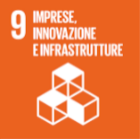 9 IMPRESE,
INNOVAZIONE
E INFRASTRUTTURE